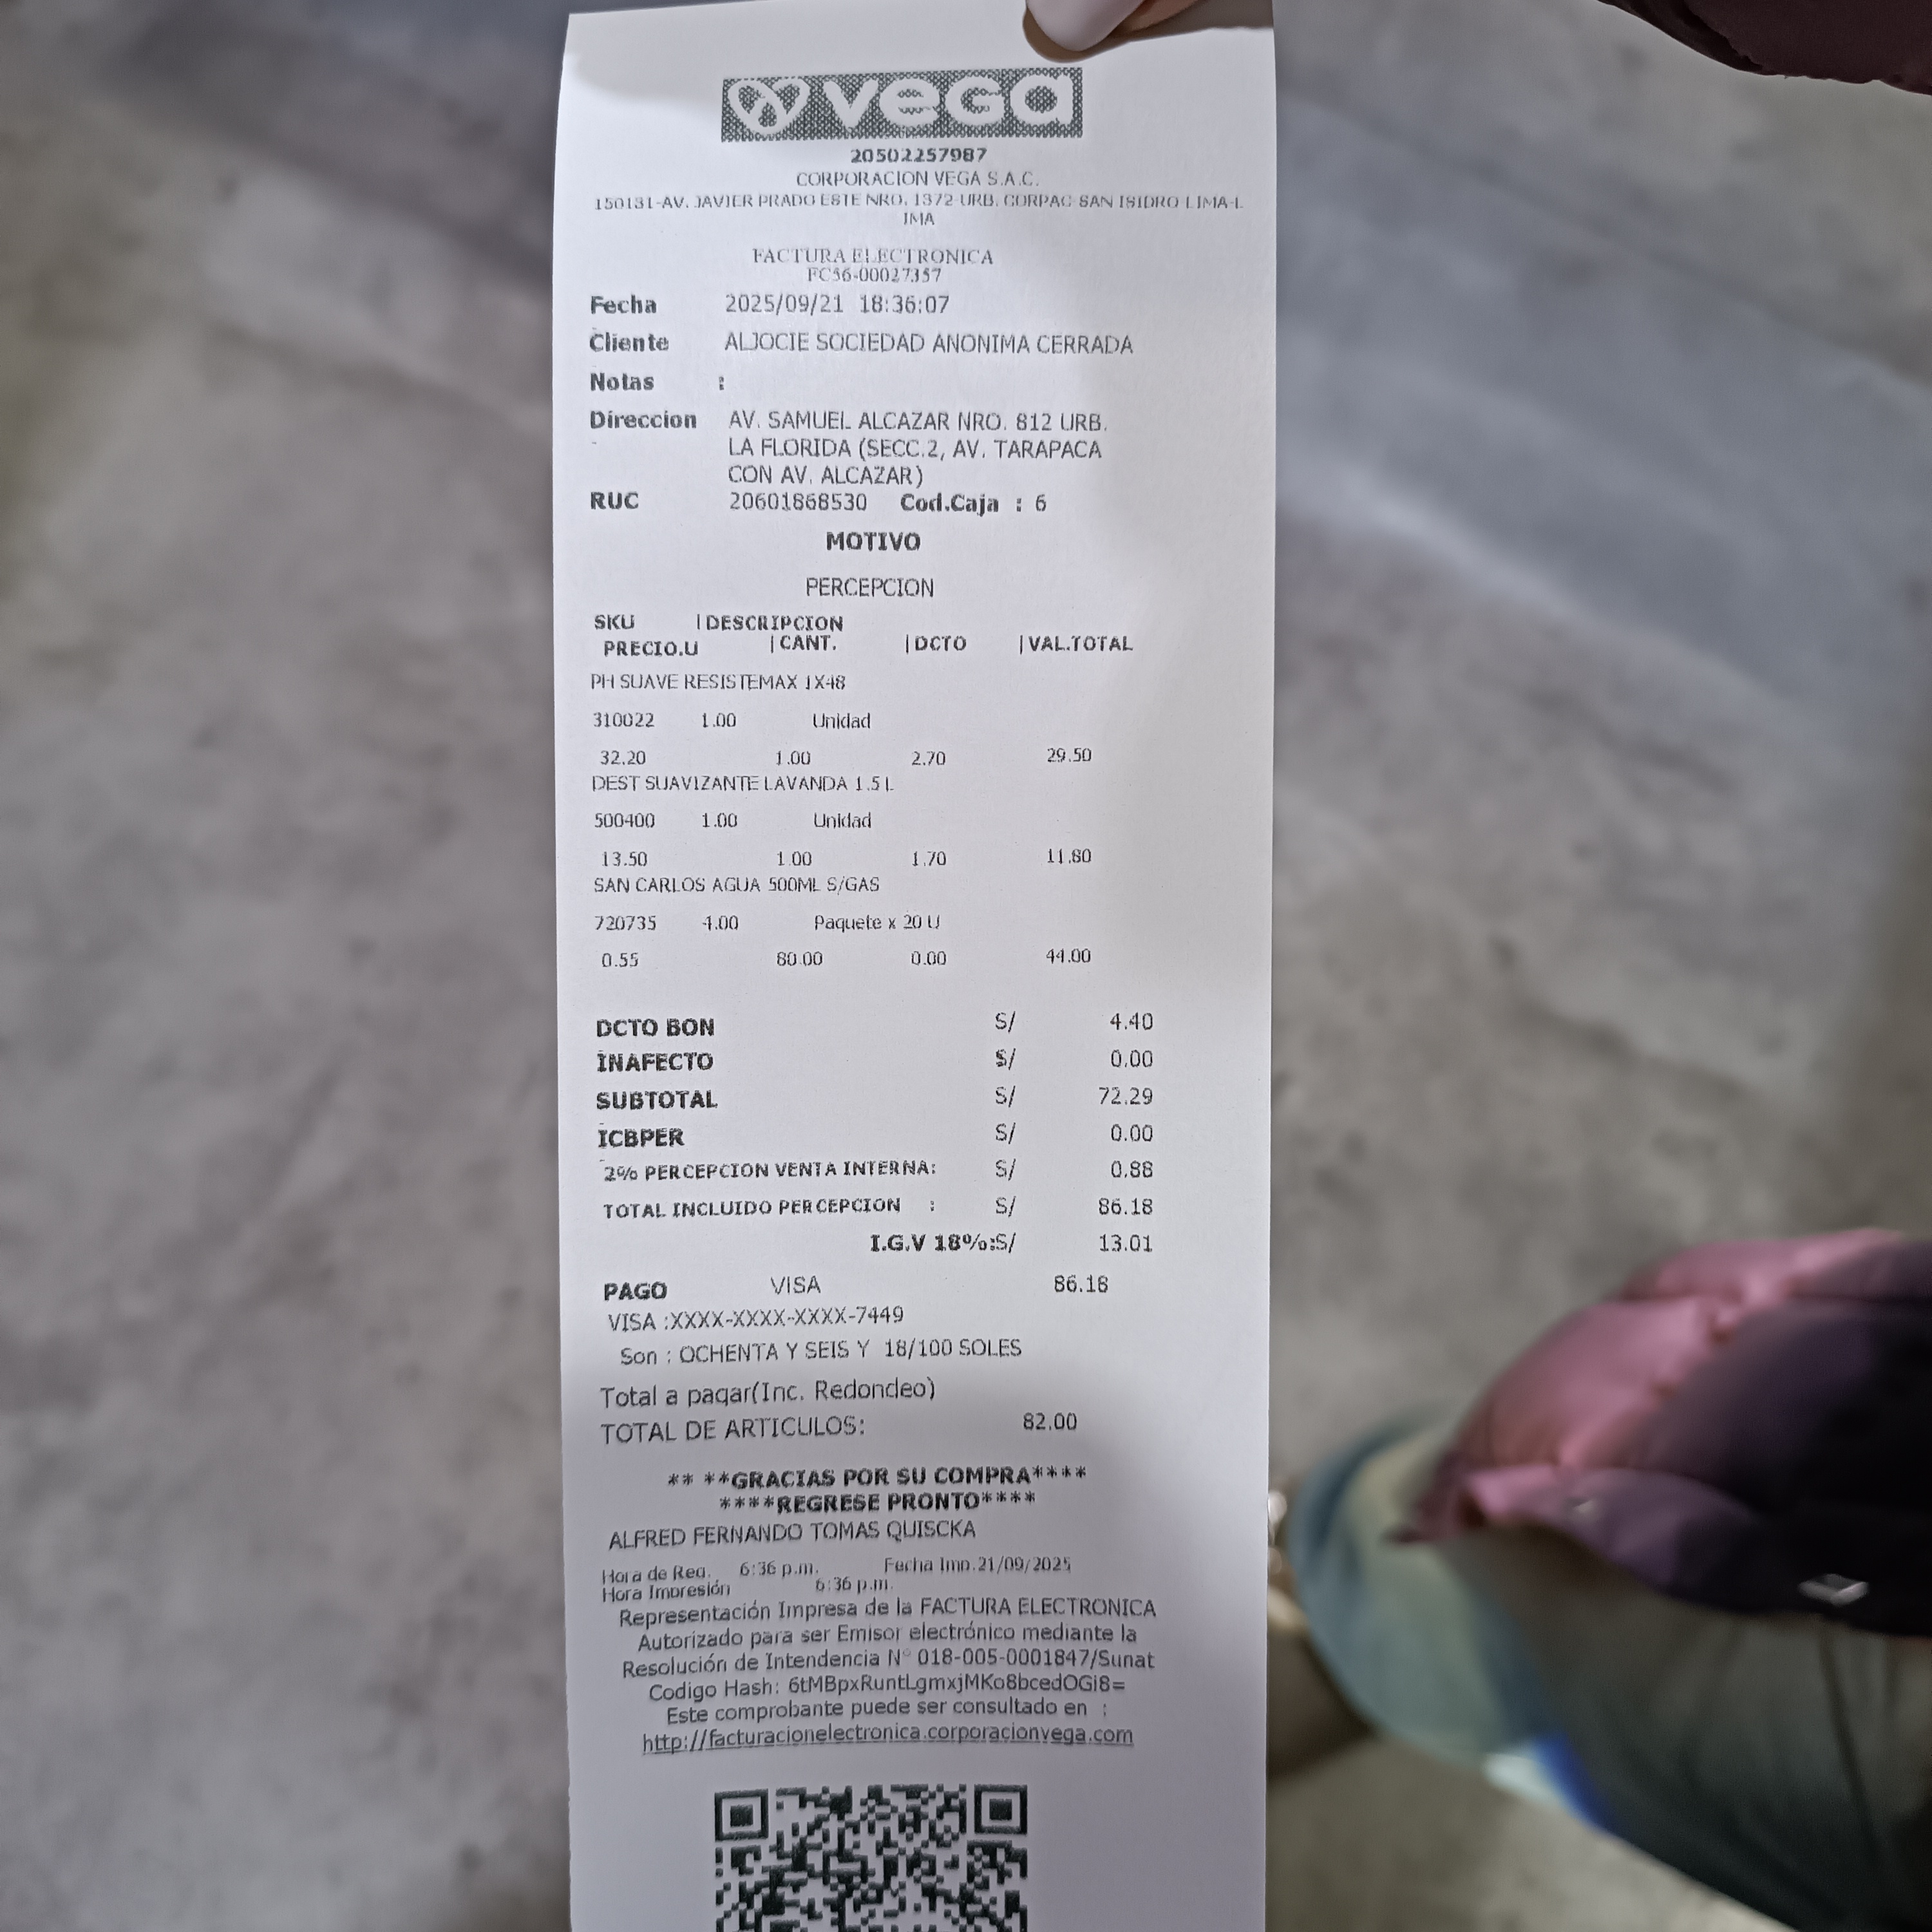 vega
20502257987
CORPORACION VEGA S.A.C.
150131-AV. JAVIER PRADO ESTE NRO. 1372 URB. CORPAC SAN ISIDRO-LIMA-L
IMA
FACTURA ELECTRONICA
FC56-00027357
Fecha 2025/09/21 18:36:07
Cliente ALJOCIE SOCIEDAD ANONIMA CERRADA
Notas :
Direccion AV. SAMUEL ALCAZAR NRO. 812 URB.
LA FLORIDA (SECC.2, AV. TARAPACA
CON AV. ALCAZAR)
RUC 20601868530 Cod.Caja : 6
MOTIVO
PERCEPCION
SKU |DESCRIPCION
PRECIO.U |CANT. |DCTO |VAL.TOTAL
PH SUAVE RESISTEMAX 1X48
310022 1.00 Unidad
32.20 1.00 2.70 29.50
DEST SUAVIZANTE LAVANDA 1.5 L
500400 1.00 Unidad
13.50 1.00 1.70 11.80
SAN CARLOS AGUA 500ML S/GAS
720735 4.00 Paquete x 20 U
0.55 80.00 0.00 44.00
DCTO BON S/ 4.40
INAFECTO S/ 0.00
SUBTOTAL S/ 72.29
ICBPER S/ 0.00
2% PERCEPCION VENTA INTERNA: S/ 0.88
TOTAL INCLUIDO PERCEPCION : S/ 86.18
I.G.V 18%:S/ 13.01
PAGO VISA 86.18
VISA :XXXX-XXXX-XXXX-7449
Son : OCHENTA Y SEIS Y 18/100 SOLES
Total a pagar(Inc. Redondeo)
TOTAL DE ARTICULOS: 82.00
** **GRACIAS POR SU COMPRA****
****REGRESE PRONTO****
ALFRED FERNANDO TOMAS QUISCKA
Hora de Reg. 6:36 p.m. Fecha Imp.21/09/2025
Hora Impresión 6:36 p.m.
Representación Impresa de la FACTURA ELECTRONICA
Autorizado para ser Emisor electrónico mediante la
Resolución de Intendencia N° 018-005-0001847/Sunat
Codigo Hash: 6tMBpxRuntLgmxjMKo8bcedOGi8=
Este comprobante puede ser consultado en :
http://facturacionelectronica.corporacionvega.com